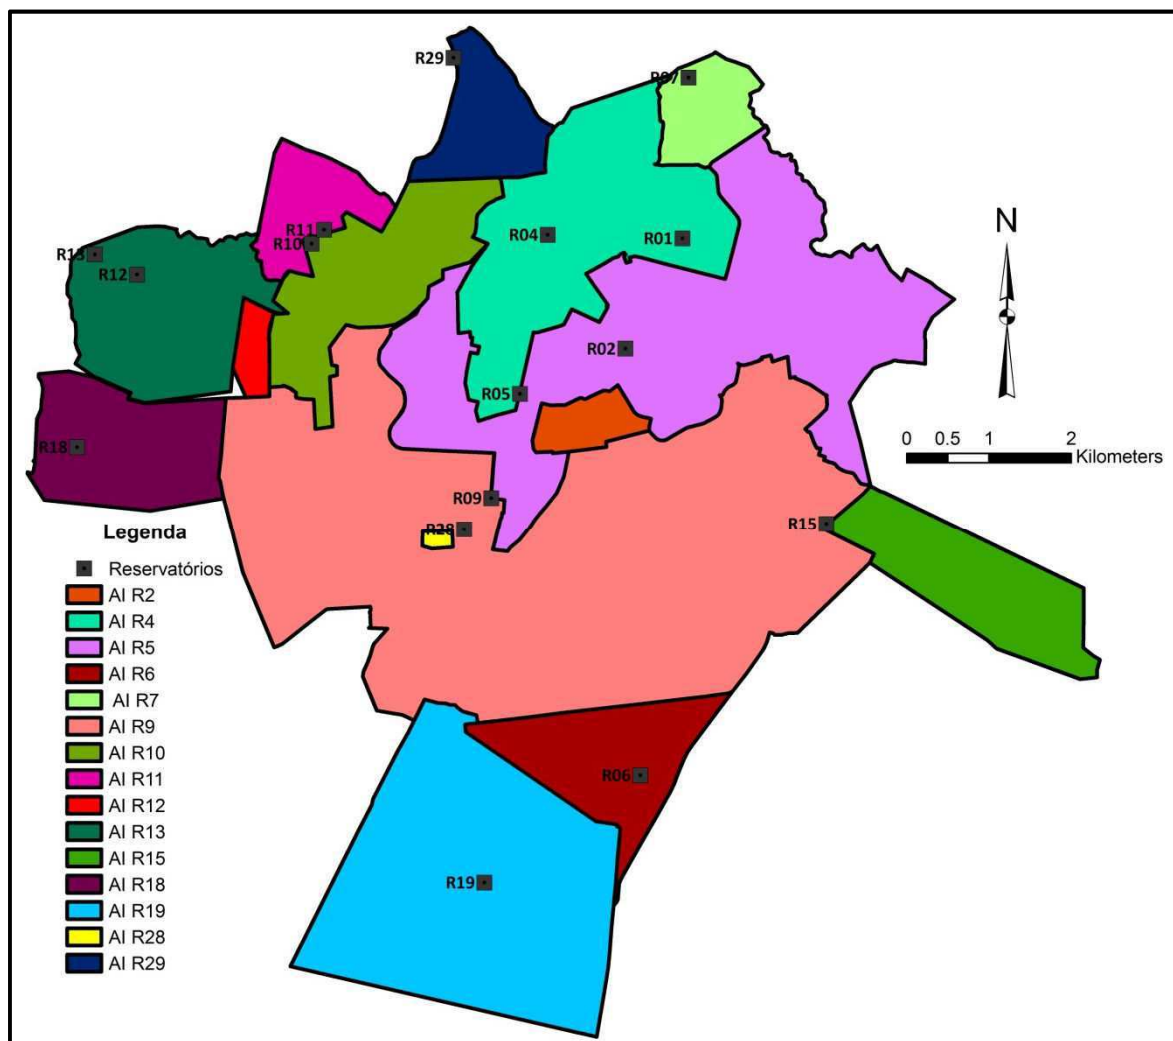 R29
R07
N
R11
R10
R04
R01
R13
R12
R02
R05
0 0.5 1 2
Kilometers
R18
R09
R28
R15
Legenda
Reservatórios
AI R2
AI R4
AI R5
AI R6
AI R7
AI R9
AI R10
AI R11
AI R12
AI R13
AI R15
AI R18
AI R19
AI R28
AI R29
R06
R19